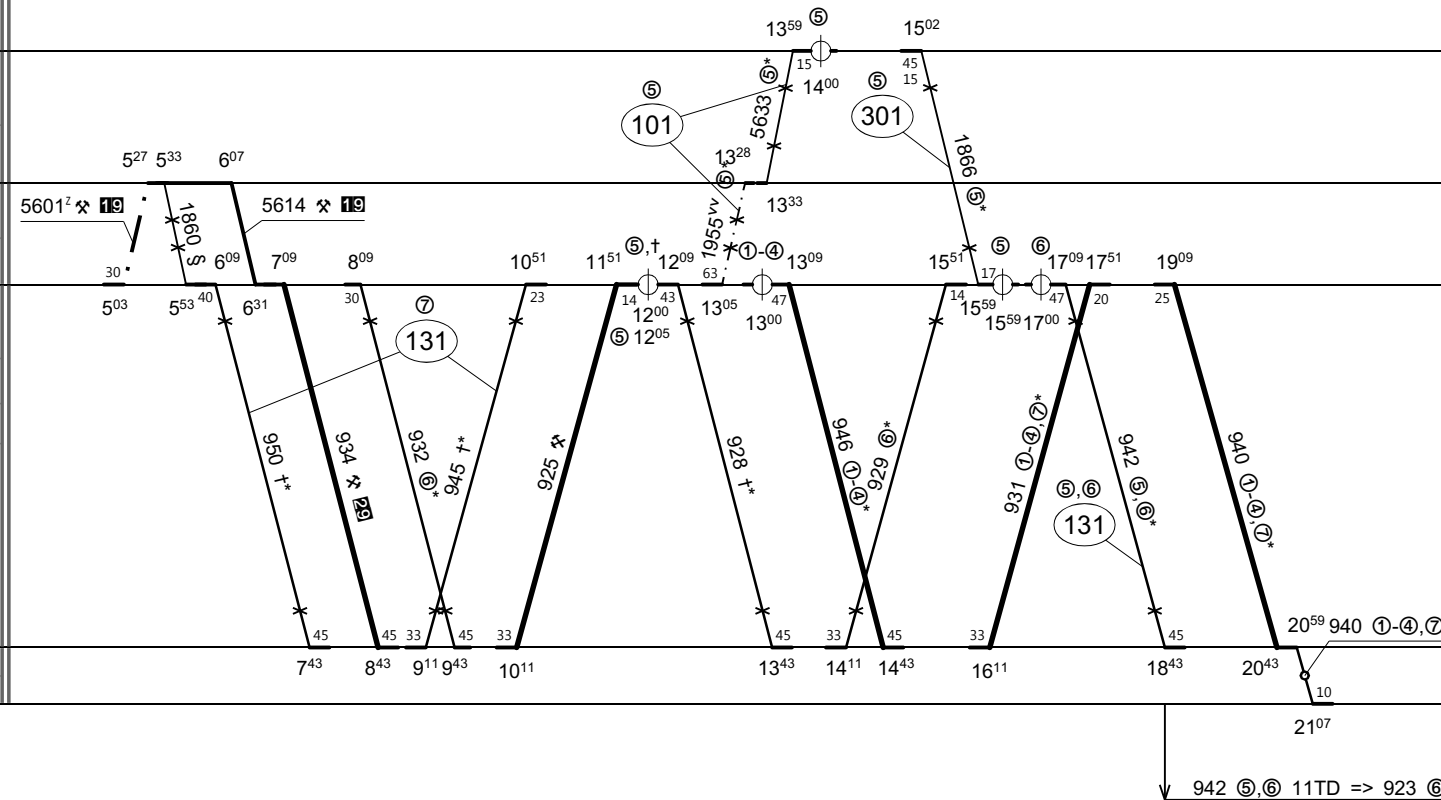 13⁵⁹ ⑤ 15⁰²
15 45
14⁰⁰ 15
⑤ ⑤
101 301
5633 ⑤*
1866 ⑤*
5²⁷ 5³³ 6⁰⁷ 13²⁸
13³³
5601ᶻ ⚒ 19
5614 ⚒ 19
1860 §
1955ᵛᵛ ⑤*
6⁰⁹ 7⁰⁹ 8⁰⁹ 10⁵¹ 11⁵¹ ⑤,† 12⁰⁹ ①-④ 13⁰⁹ 15⁵¹ ⑤ ⑥ 17⁰⁹ 17⁵¹ 19⁰⁹
30 40 30 23 14 43 63 47 14 17 47 20 25
5⁰³ 5⁵³ 6³¹ 12⁰⁰ 13⁰⁵ 13⁰⁰ 15⁵⁹ 15⁵⁹ 17⁰⁰
⑤ 12⁰⁵
⑦
131
950 †*
934 ⚒ 29
932 ⑥*
945 †*
925 ⚒
928 †*
946 ①-④*
929 ⑥*
931 ①-④,⑦*
942 ⑤,⑥*
940 ①-④,⑦*
⑤,⑥
131
45 45 33 45 33 45 33 45 33 45
7⁴³ 8⁴³ 9¹¹ 9⁴³ 10¹¹ 13⁴³ 14¹¹ 14⁴³ 16¹¹ 18⁴³ 20⁴³
20⁵⁹ 940 ①-④,⑦
10
21⁰⁷
942 ⑤,⑥ 11TD => 923 ⑥